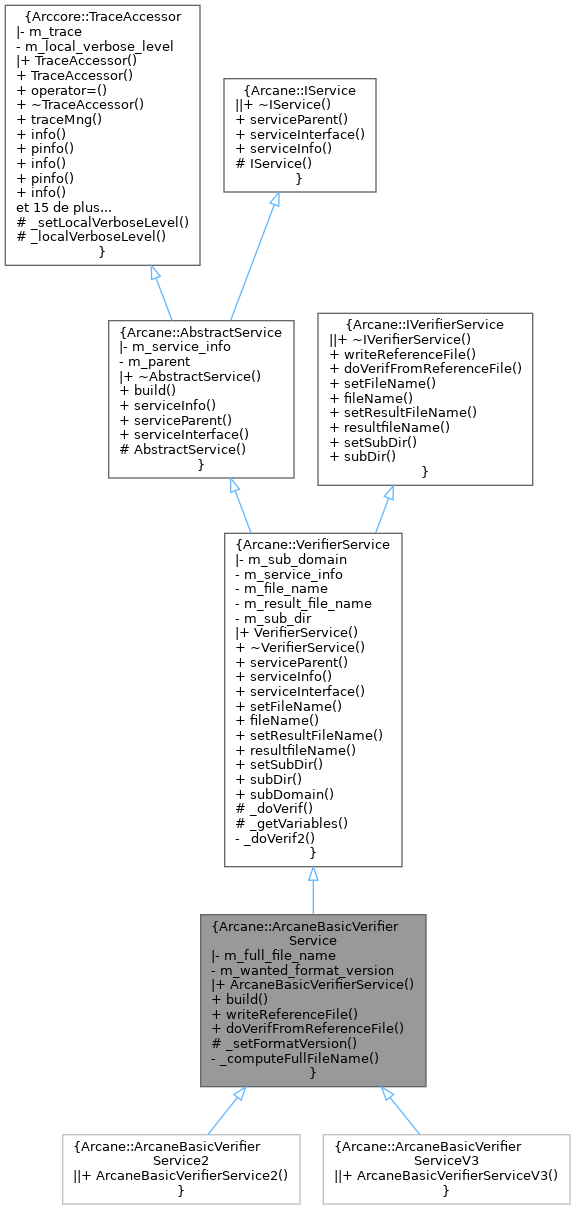 {Arccore::TraceAccessor
|- m_trace
- m_local_verbose_level
|+ TraceAccessor()
+ TraceAccessor()
+ operator=()
+ ~TraceAccessor()
+ traceMng()
+ info()
+ pinfo()
+ info()
+ pinfo()
+ info()
et 15 de plus...
# _setLocalVerboseLevel()
# _localVerboseLevel()
}
{Arcane::IService
||+ ~IService()
+ serviceParent()
+ serviceInterface()
+ serviceInfo()
# IService()
}
{Arcane::AbstractService
|- m_service_info
- m_parent
|+ ~AbstractService()
+ build()
+ serviceInfo()
+ serviceParent()
+ serviceInterface()
# AbstractService()
}
{Arcane::IVerifierService
||+ ~IVerifierService()
+ writeReferenceFile()
+ doVerifFromReferenceFile()
+ setFileName()
+ fileName()
+ setResultFileName()
+ resultfileName()
+ setSubDir()
+ subDir()
}
{Arcane::VerifierService
|- m_sub_domain
- m_service_info
- m_file_name
- m_result_file_name
- m_sub_dir
|+ VerifierService()
+ ~VerifierService()
+ serviceParent()
+ serviceInfo()
+ serviceInterface()
+ setFileName()
+ fileName()
+ setResultFileName()
+ resultfileName()
+ setSubDir()
+ subDir()
+ subDomain()
# _doVerif()
# _getVariables()
- _doVerif2()
}
{Arcane::ArcaneBasicVerifier
Service
|- m_full_file_name
- m_wanted_format_version
|+ ArcaneBasicVerifierService()
+ build()
+ writeReferenceFile()
+ doVerifFromReferenceFile()
# _setFormatVersion()
- _computeFullFileName()
}
{Arcane::ArcaneBasicVerifier
Service2
||+ ArcaneBasicVerifierService2()
}
{Arcane::ArcaneBasicVerifier
ServiceV3
||+ ArcaneBasicVerifierServiceV3()
}